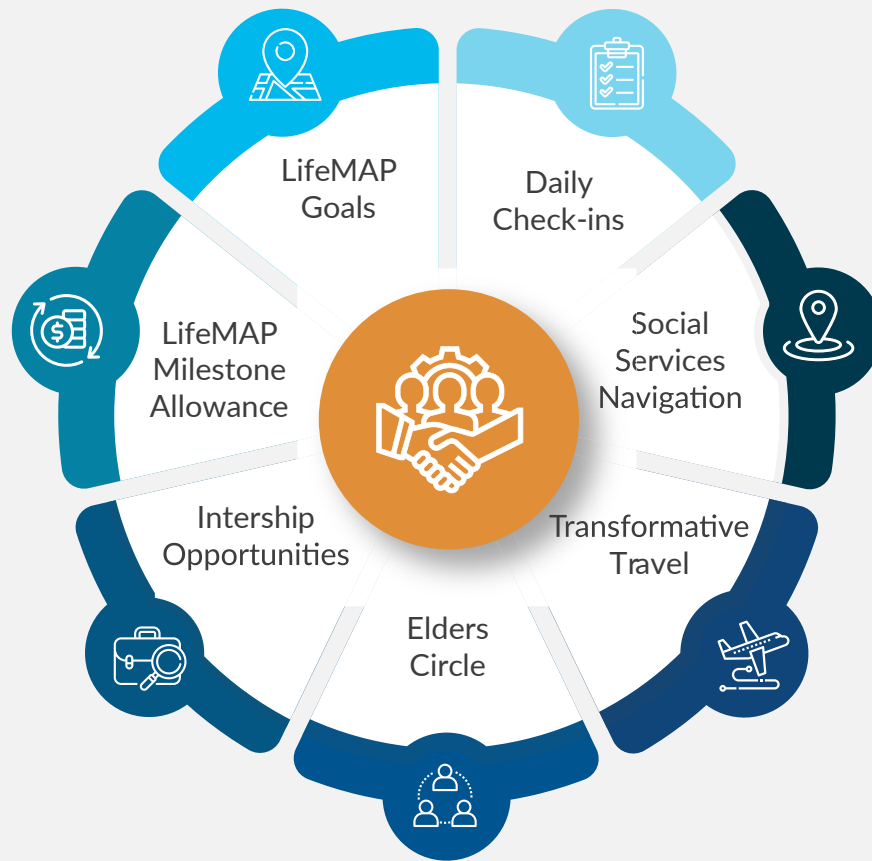 LifeMAP
Goals
Daily
Check-ins
Social
Services
Navigation
Transformative
Travel
Elders
Circle
Intership
Opportunities
LifeMAP
Milestone
Allowance
$